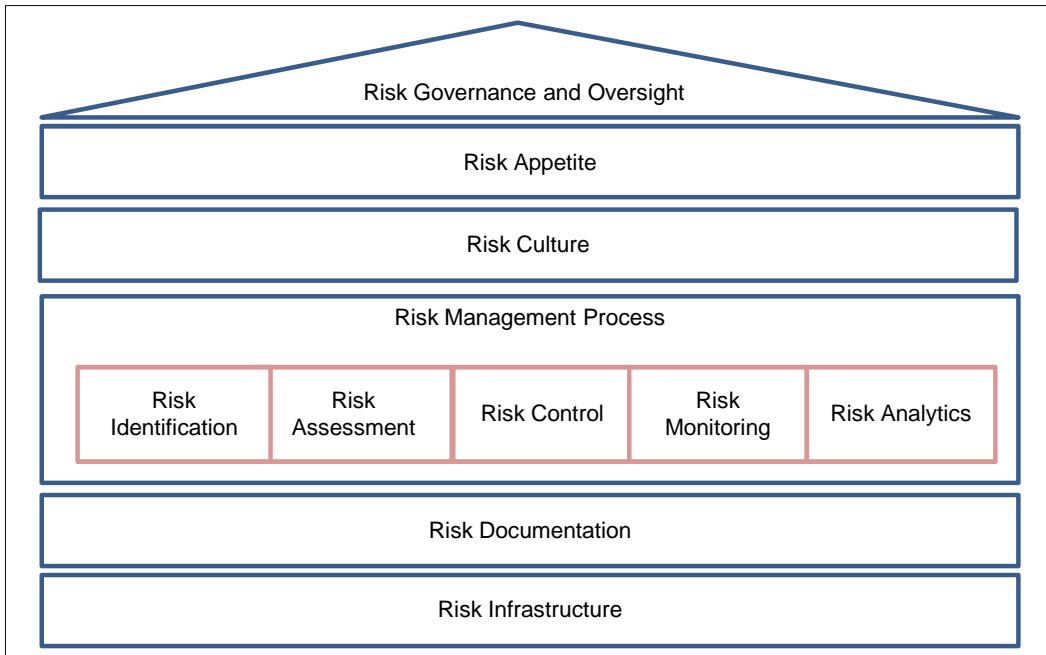 Risk Governance and Oversight
Risk Appetite
Risk Culture
Risk Management Process
Risk
Identification
Risk
Assessment
Risk Control
Risk
Monitoring
Risk Analytics
Risk Documentation
Risk Infrastructure